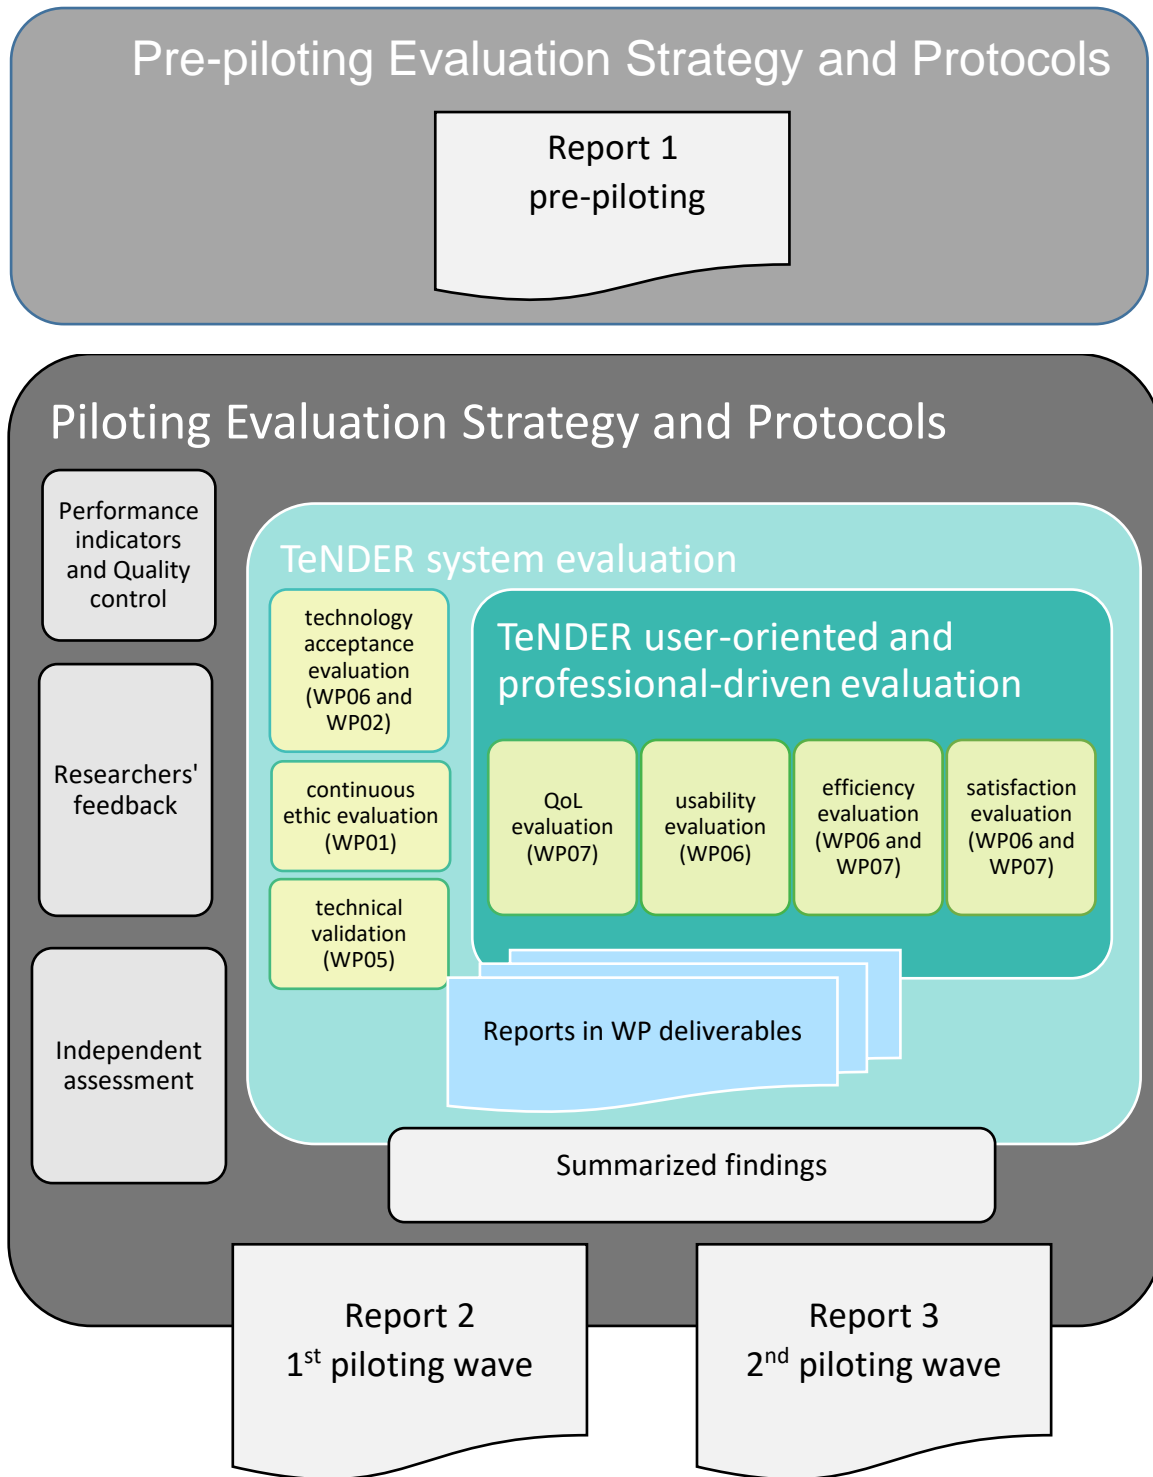 Pre-piloting Evaluation Strategy and Protocols
Report 1
pre-piloting
Piloting Evaluation Strategy and Protocols
Performance
indicators
and Quality
control
Researchers'
feedback
Independent
assessment
TeNDER system evaluation
technology
acceptance
evaluation
(WP06 and
WP02)
continuous
ethic evaluation
(WP01)
technical
validation
(WP05)
TeNDER user-oriented and
professional-driven evaluation
QoL
evaluation
(WP07)
usability
evaluation
(WP06)
efficiency
evaluation
(WP06 and
WP07)
satisfaction
evaluation
(WP06 and
WP07)
Reports in WP deliverables
Summarized findings
Report 2
1st piloting wave
Report 3
2nd piloting wave